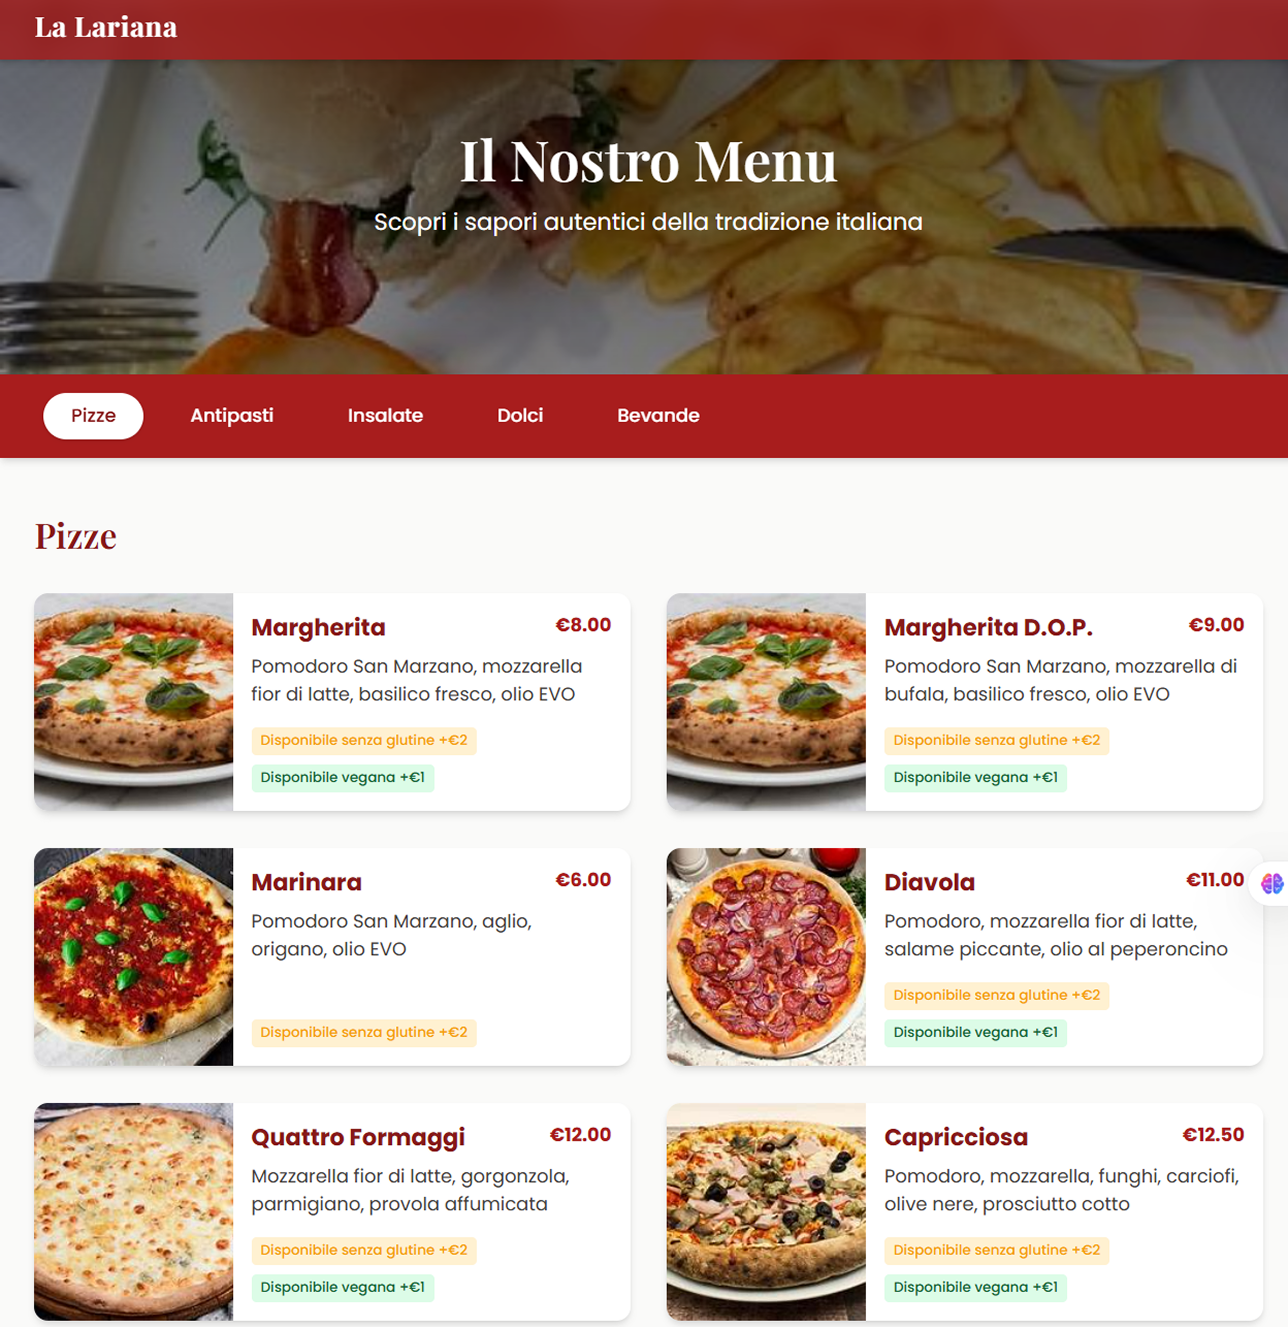 La Lariana
Il Nostro Menu
Scopri i sapori autentici della tradizione italiana
Pizze
Antipasti
Insalate
Dolci
Bevande
Pizze
Margherita
€8.00
Pomodoro San Marzano, mozzarella
fior di latte, basilico fresco, olio EVO
Disponibile senza glutine +€2
Disponibile vegana +€1
Margherita D.O.P.
€9.00
Pomodoro San Marzano, mozzarella di
bufala, basilico fresco, olio EVO
Disponibile senza glutine +€2
Disponibile vegana +€1
Marinara
€6.00
Pomodoro San Marzano, aglio,
origano, olio EVO
Disponibile senza glutine +€2
Diavola
€11.00
Pomodoro, mozzarella fior di latte,
salame piccante, olio al peperoncino
Disponibile senza glutine +€2
Disponibile vegana +€1
Quattro Formaggi
€12.00
Mozzarella fior di latte, gorgonzola,
parmigiano, provola affumicata
Disponibile senza glutine +€2
Disponibile vegana +€1
Capricciosa
€12.50
Pomodoro, mozzarella, funghi, carciofi,
olive nere, prosciutto cotto
Disponibile senza glutine +€2
Disponibile vegana +€1